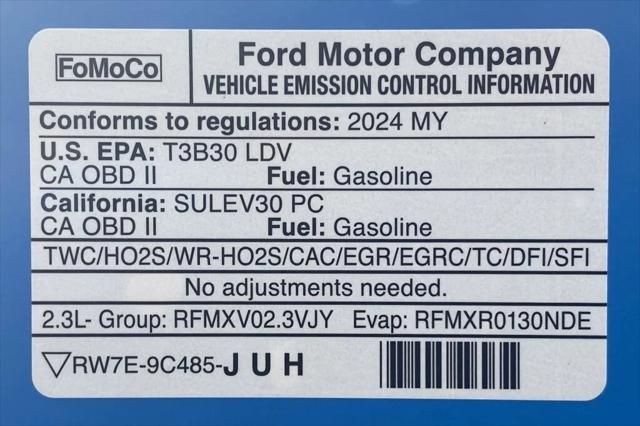 FoMoCo
Ford Motor Company
VEHICLE EMISSION CONTROL INFORMATION
Conforms to regulations: 2024 MY
U.S. EPA: T3B30 LDV
CA OBD II Fuel: Gasoline
California: SULEV30 PC
CA OBD II Fuel: Gasoline
TWC/HO2S/WR-HO2S/CAC/EGR/EGRC/TC/DFI/SFI
No adjustments needed.
2.3L- Group: RFMXV02.3VJY Evap: RFMXR0130NDE
RW7E-9C485-JUH